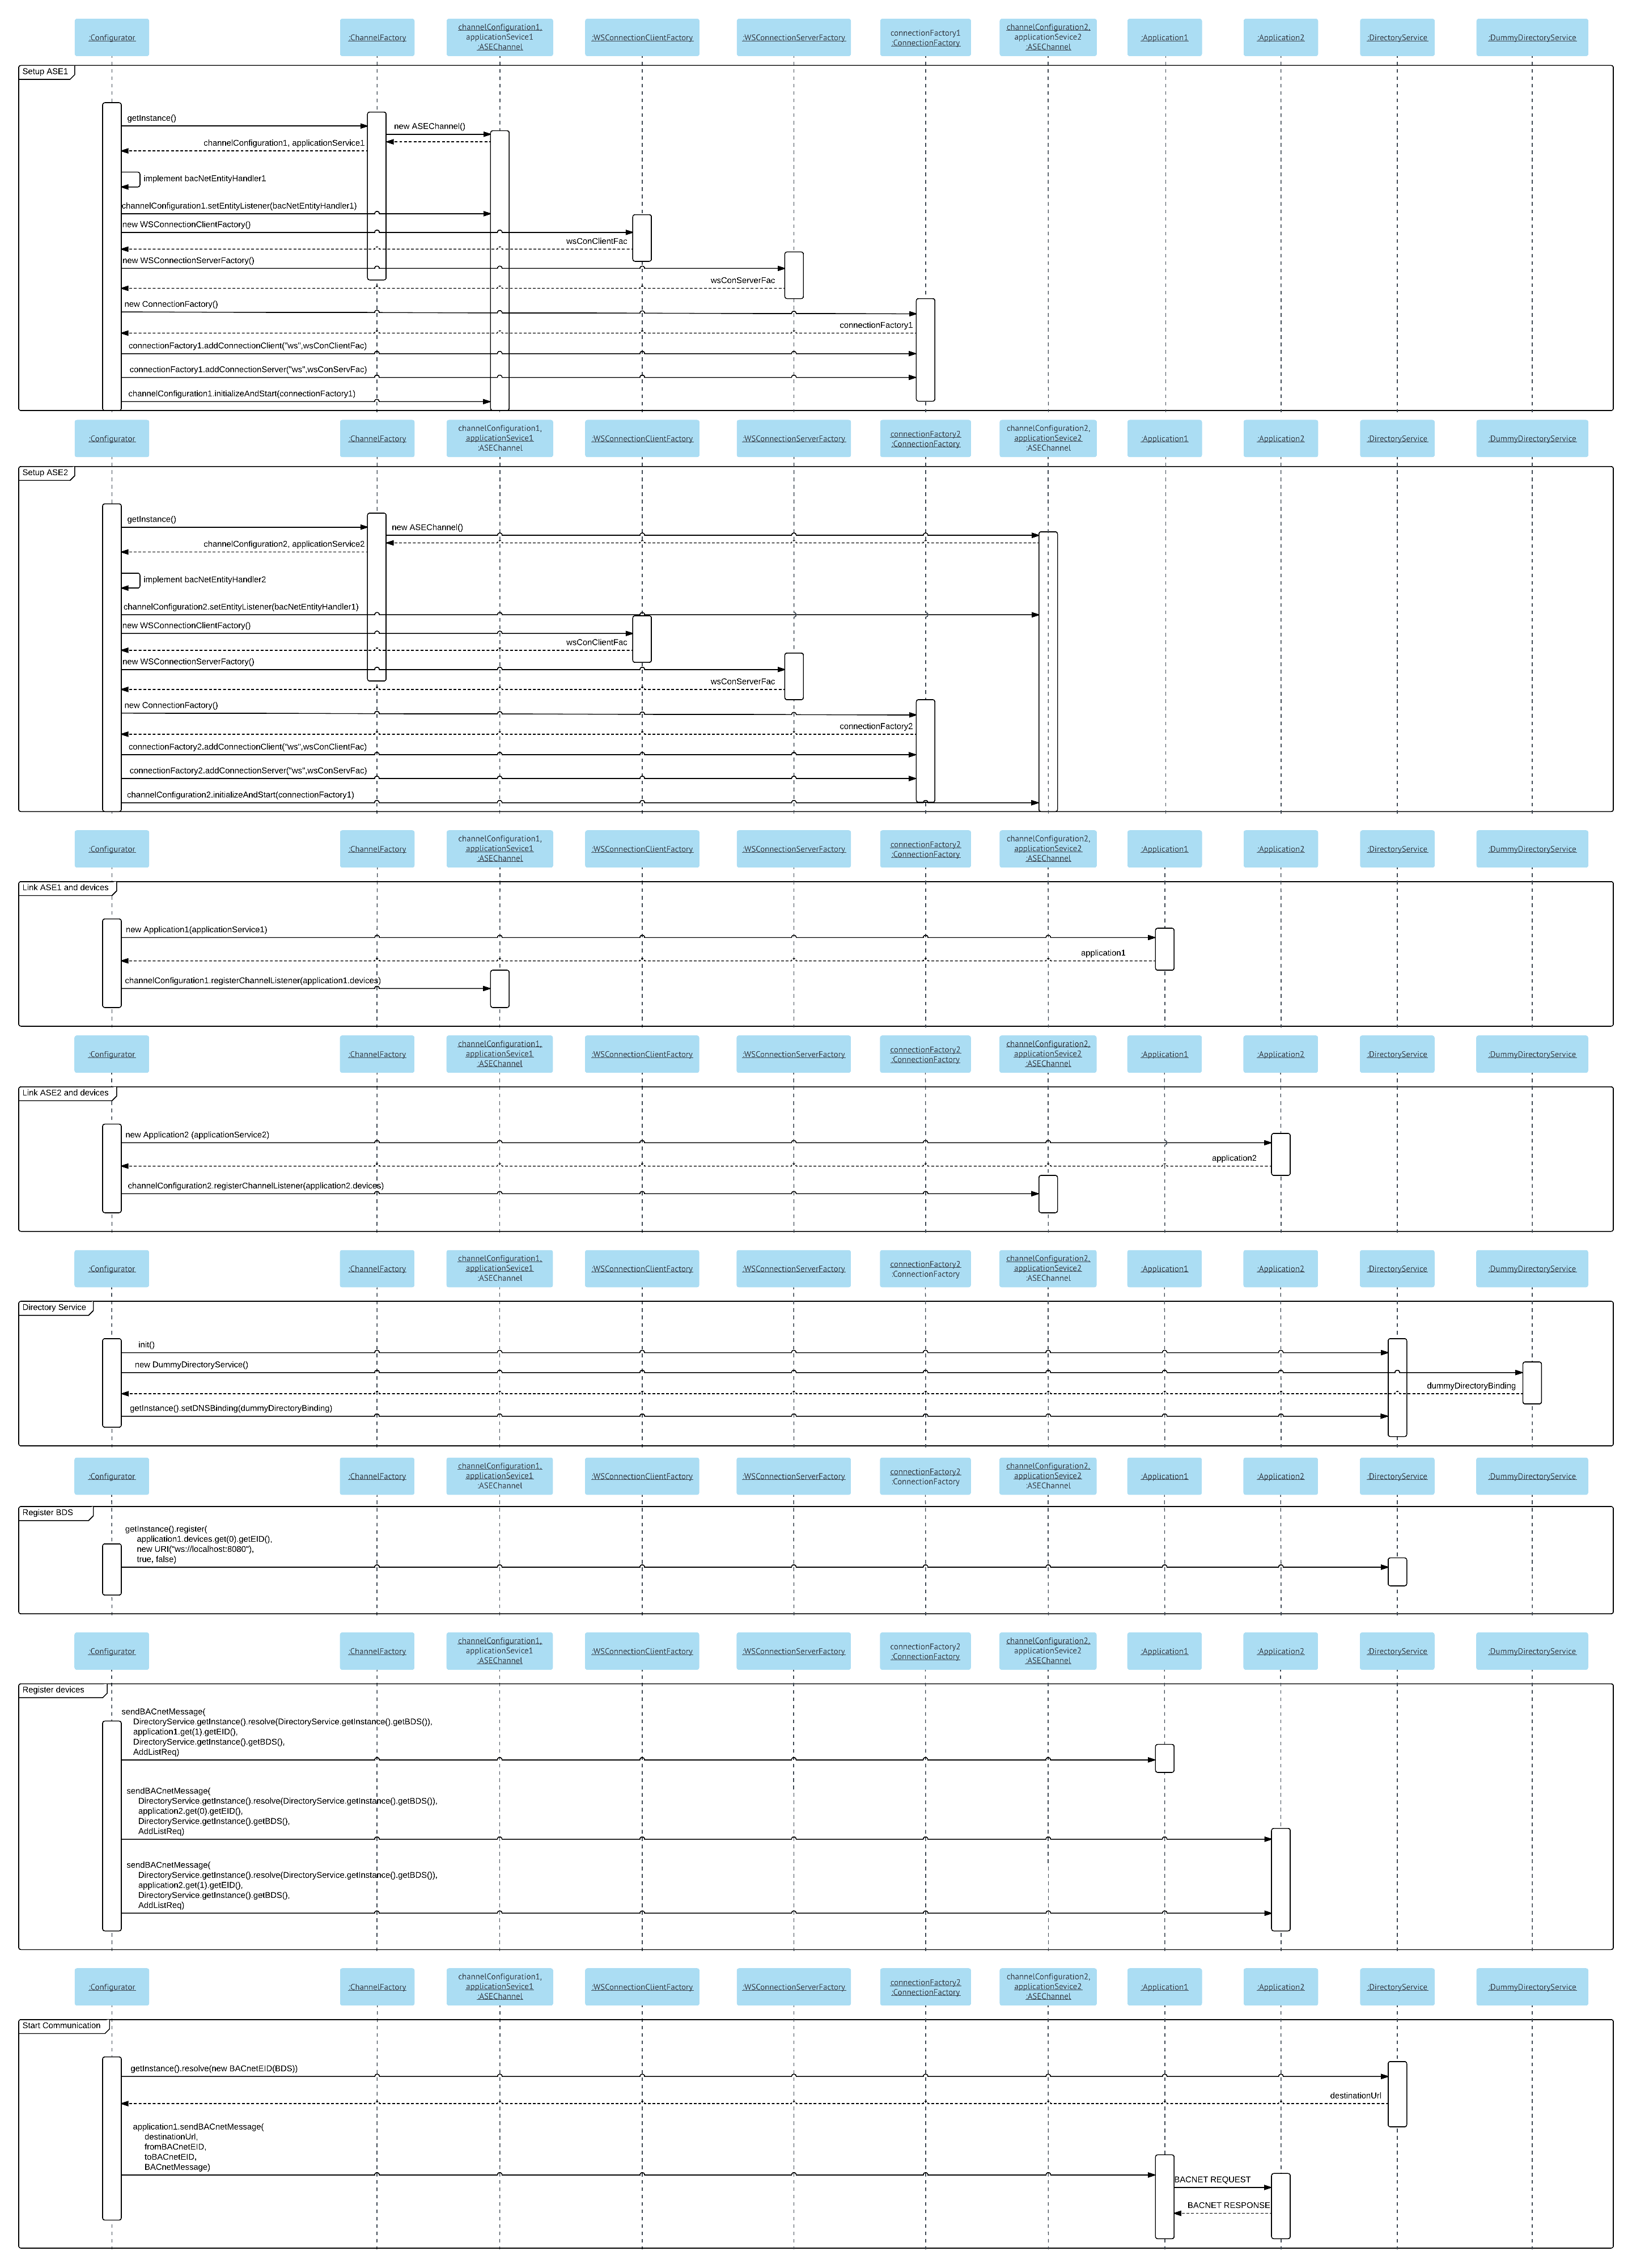 :Configurator
:ChannelFactory
channelConfiguration1,
applicationSevice1
:ASEChannel
:WSConnectionClientFactory
:WSConnectionServerFactory
connectionFactory1
:ConnectionFactory
channelConfiguration2,
applicationSevice2
:ASEChannel
:Application1
:Application2
:DirectoryService
:DummyDirectoryService
Setup ASE1
getInstance()
new ASEChannel()
channelConfiguration1, applicationService1
implement bacNetEntityHandler1
channelConfiguration1.setEntityListener(bacNetEntityHandler1)
new WSConnectionClientFactory()
wsConClientFac
new WSConnectionServerFactory()
wsConServerFac
new ConnectionFactory()
connectionFactory1
connectionFactory1.addConnectionClient("ws",wsConClientFac)
connectionFactory1.addConnectionServer("ws",wsConServFac)
channelConfiguration1.initializeAndStart(connectionFactory1)
:Configurator
:ChannelFactory
channelConfiguration1,
applicationSevice1
:ASEChannel
:WSConnectionClientFactory
:WSConnectionServerFactory
connectionFactory2
:ConnectionFactory
channelConfiguration2,
applicationSevice2
:ASEChannel
:Application1
:Application2
:DirectoryService
:DummyDirectoryService
Setup ASE2
getInstance()
new ASEChannel()
channelConfiguration2, applicationService2
implement bacNetEntityHandler2
channelConfiguration2.setEntityListener(bacNetEntityHandler1)
new WSConnectionClientFactory()
wsConClientFac
new WSConnectionServerFactory()
wsConServerFac
new ConnectionFactory()
connectionFactory2
connectionFactory2.addConnectionClient("ws",wsConClientFac)
connectionFactory2.addConnectionServer("ws",wsConServFac)
channelConfiguration2.initializeAndStart(connectionFactory1)
:Configurator
:ChannelFactory
channelConfiguration1,
applicationSevice1
:ASEChannel
:WSConnectionClientFactory
:WSConnectionServerFactory
connectionFactory2
:ConnectionFactory
channelConfiguration2,
applicationSevice2
:ASEChannel
:Application1
:Application2
:DirectoryService
:DummyDirectoryService
Link ASE1 and devices
new Application1(applicationService1)
application1
channelConfiguration1.registerChannelListener(application1.devices)
:Configurator
:ChannelFactory
channelConfiguration1,
applicationSevice1
:ASEChannel
:WSConnectionClientFactory
:WSConnectionServerFactory
connectionFactory2
:ConnectionFactory
channelConfiguration2,
applicationSevice2
:ASEChannel
:Application1
:Application2
:DirectoryService
:DummyDirectoryService
Link ASE2 and devices
new Application2 (applicationService2)
application2
channelConfiguration2.registerChannelListener(application2.devices)
:Configurator
:ChannelFactory
channelConfiguration1,
applicationSevice1
:ASEChannel
:WSConnectionClientFactory
:WSConnectionServerFactory
connectionFactory2
:ConnectionFactory
channelConfiguration2,
applicationSevice2
:ASEChannel
:Application1
:Application2
:DirectoryService
:DummyDirectoryService
Directory Service
init()
new DummyDirectoryService()
dummyDirectoryBinding
getInstance().setDNSBinding(dummyDirectoryBinding)
:Configurator
:ChannelFactory
channelConfiguration1,
applicationSevice1
:ASEChannel
:WSConnectionClientFactory
:WSConnectionServerFactory
connectionFactory2
:ConnectionFactory
channelConfiguration2,
applicationSevice2
:ASEChannel
:Application1
:Application2
:DirectoryService
:DummyDirectoryService
Register BDS
getInstance().register(
application1.devices.get(0).getEID(),
new URI("ws://localhost:8080"),
true, false)
:Configurator
:ChannelFactory
channelConfiguration1,
applicationSevice1
:ASEChannel
:WSConnectionClientFactory
:WSConnectionServerFactory
connectionFactory2
:ConnectionFactory
channelConfiguration2,
applicationSevice2
:ASEChannel
:Application1
:Application2
:DirectoryService
:DummyDirectoryService
Register devices
sendBACnetMessage(
DirectoryService.getInstance().resolve(DirectoryService.getInstance().getBDS()),
application1.get(1).getEID(),
DirectoryService.getInstance().getBDS(),
AddListReq)
sendBACnetMessage(
DirectoryService.getInstance().resolve(DirectoryService.getInstance().getBDS()),
application2.get(0).getEID(),
DirectoryService.getInstance().getBDS(),
AddListReq)
sendBACnetMessage(
DirectoryService.getInstance().resolve(DirectoryService.getInstance().getBDS()),
application2.get(1).getEID(),
DirectoryService.getInstance().getBDS(),
AddListReq)
:Configurator
:ChannelFactory
channelConfiguration1,
applicationSevice1
:ASEChannel
:WSConnectionClientFactory
:WSConnectionServerFactory
connectionFactory2
:ConnectionFactory
channelConfiguration2,
applicationSevice2
:ASEChannel
:Application1
:Application2
:DirectoryService
:DummyDirectoryService
Start Communication
getInstance().resolve(new BACnetEID(BDS))
destinationUrl
application1.sendBACnetMessage(
destinationUrl,
fromBACnetEID,
toBACnetEID,
BACnetMessage)
BACNET REQUEST
BACNET RESPONSE